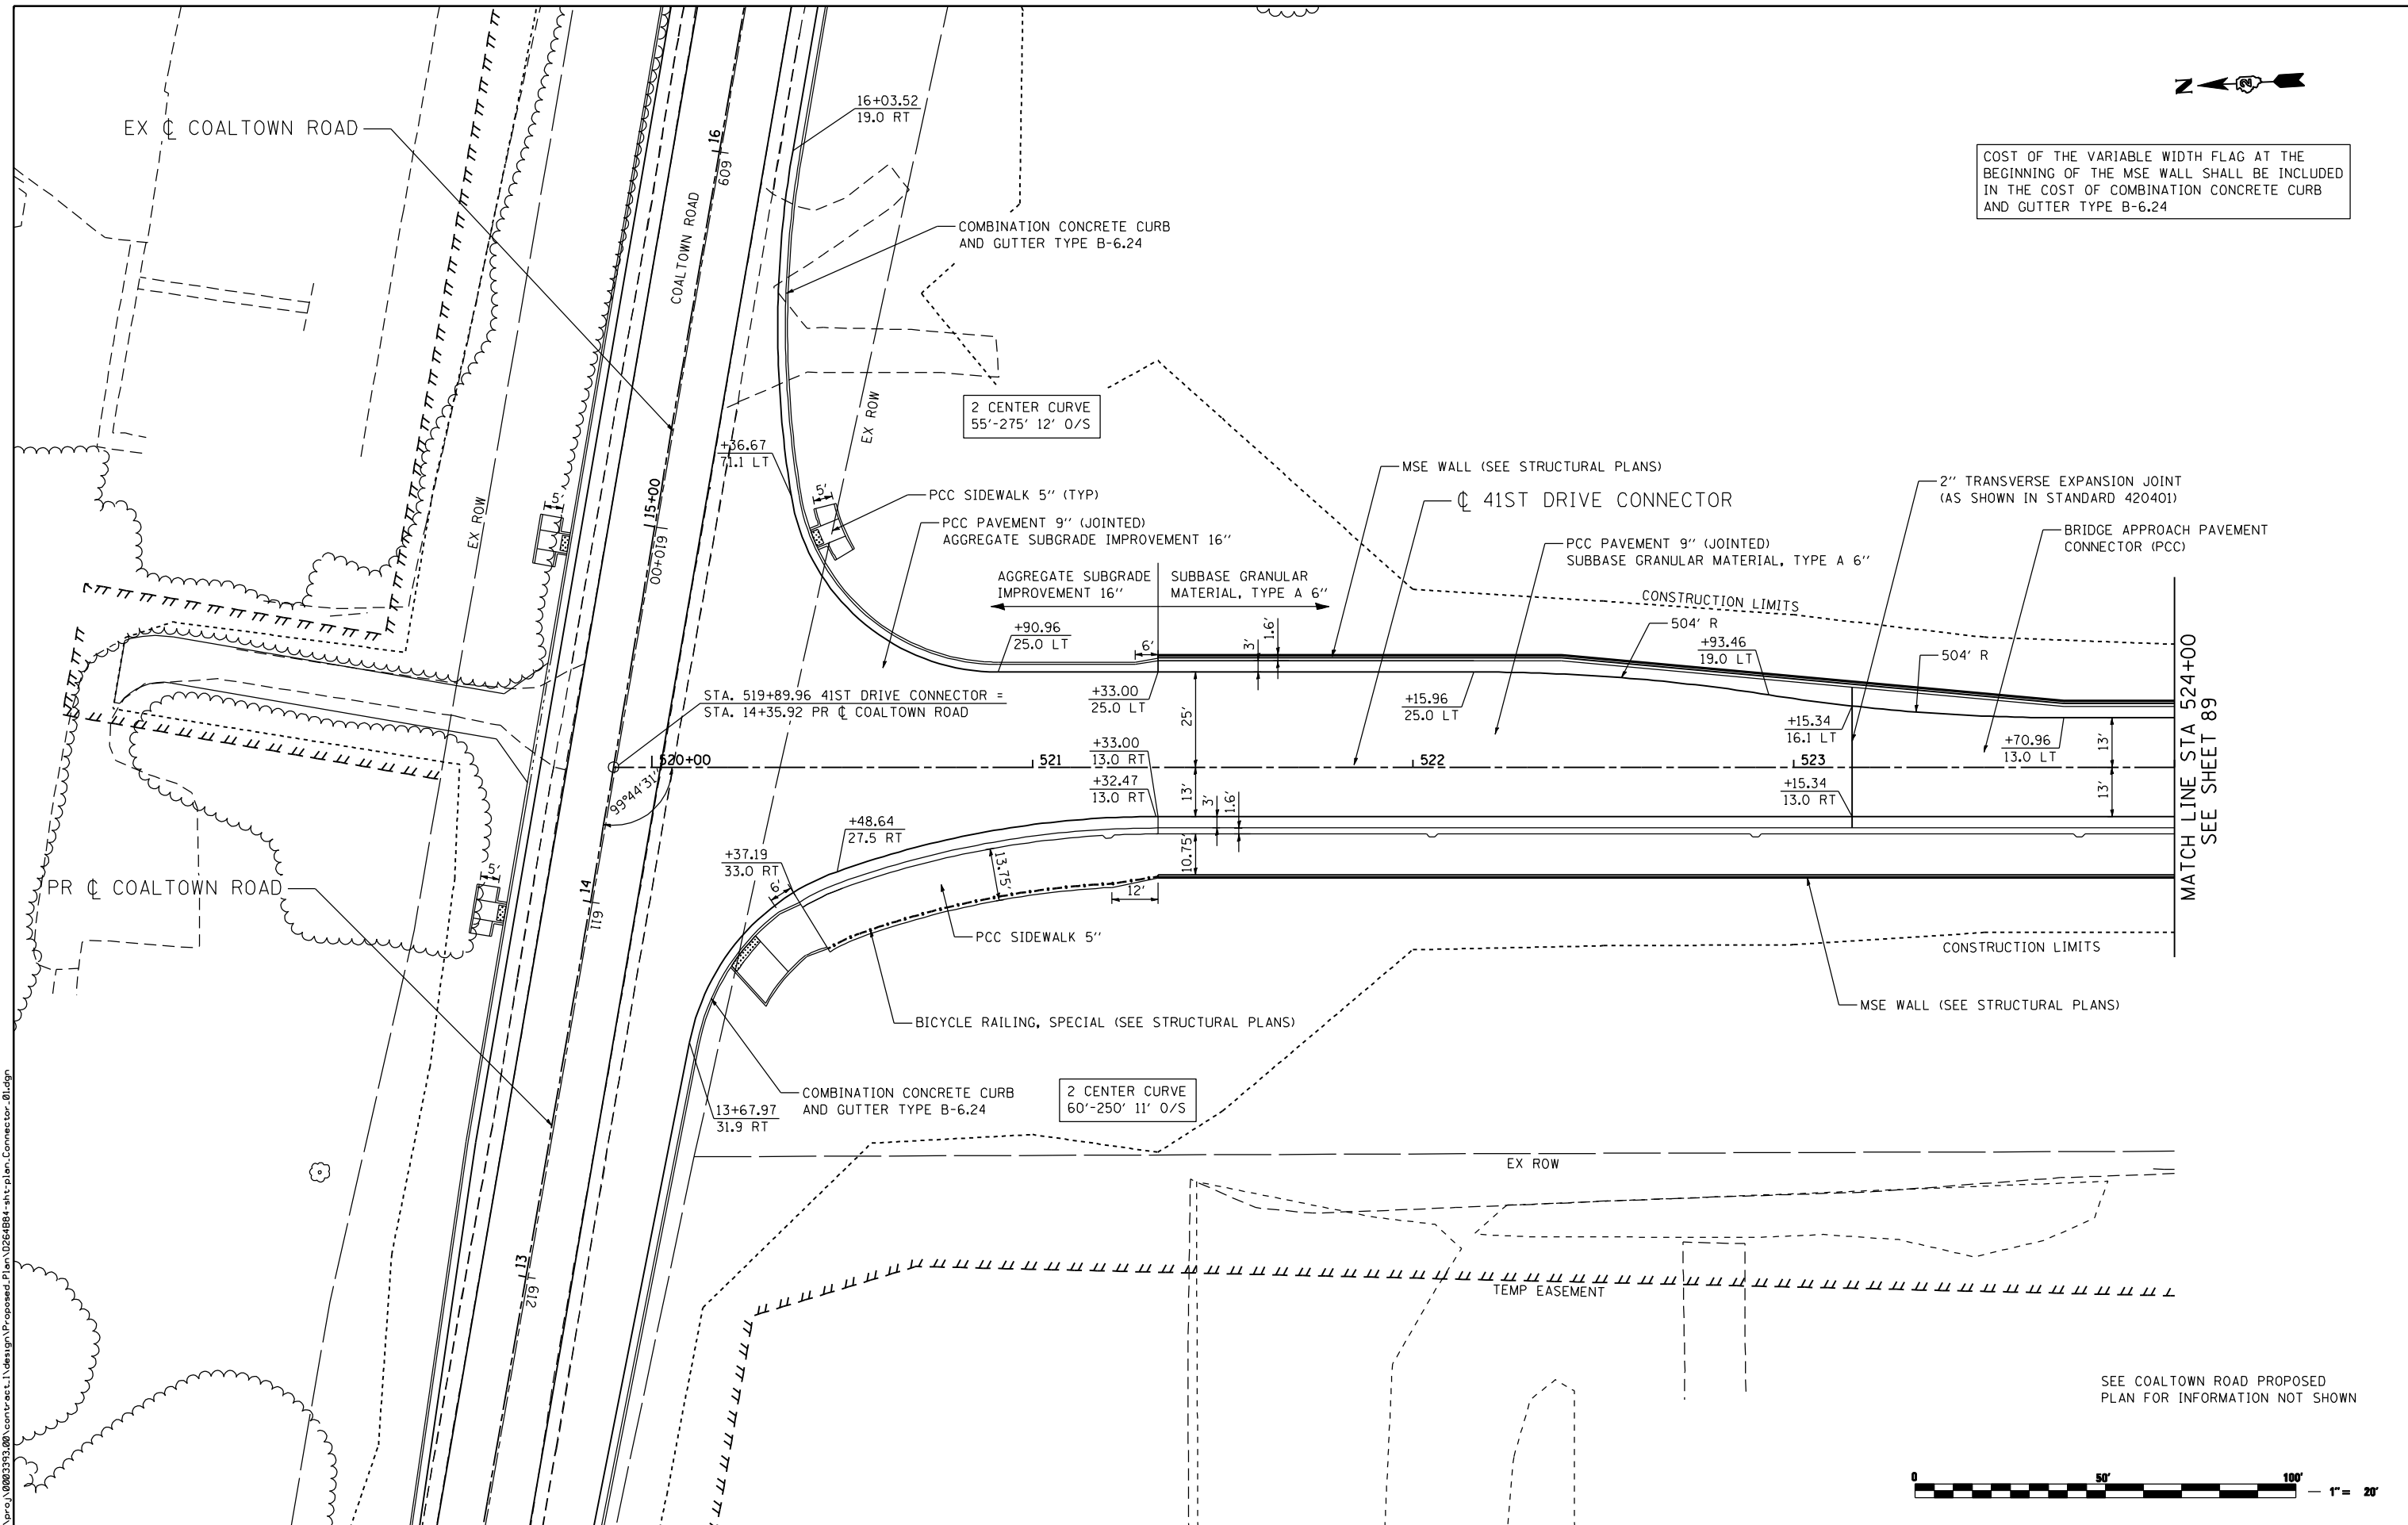 N
2
COST OF THE VARIABLE WIDTH FLAG AT THE
BEGINNING OF THE MSE WALL SHALL BE INCLUDED
IN THE COST OF COMBINATION CONCRETE CURB
AND GUTTER TYPE B-6.24
EX ℄ COALTOWN ROAD
16+03.52
19.0 RT
16
609
COALTOWN ROAD
COMBINATION CONCRETE CURB
AND GUTTER TYPE B-6.24
2 CENTER CURVE
55'-275' 12' O/S
EX ROW
EX ROW
+36.67
71.1 LT
MSE WALL (SEE STRUCTURAL PLANS)
℄ 41ST DRIVE CONNECTOR
2" TRANSVERSE EXPANSION JOINT
(AS SHOWN IN STANDARD 420401)
5'
5'
15+00
610+00
PCC SIDEWALK 5" (TYP)
PCC PAVEMENT 9" (JOINTED)
AGGREGATE SUBGRADE IMPROVEMENT 16"
BRIDGE APPROACH PAVEMENT
CONNECTOR (PCC)
PCC PAVEMENT 9" (JOINTED)
SUBBASE GRANULAR MATERIAL, TYPE A 6"
AGGREGATE SUBGRADE
IMPROVEMENT 16"
SUBBASE GRANULAR
MATERIAL, TYPE A 6"
CONSTRUCTION LIMITS
+90.96
25.0 LT
6'
3'
1.6'
504' R
+93.46
19.0 LT
504' R
STA. 519+89.96 41ST DRIVE CONNECTOR =
STA. 14+35.92 PR ℄ COALTOWN ROAD
+33.00
25.0 LT
25'
+15.96
25.0 LT
+15.34
16.1 LT
+70.96
13.0 LT
13'
MATCH LINE STA 524+00
SEE SHEET 89
520+00
521
522
523
99°44'31"
+33.00
13.0 RT
+32.47
13.0 RT
13'
3'
1.6'
+15.34
13.0 RT
13'
+48.64
27.5 RT
+37.19
33.0 RT
6'
13.75'
10.75'
12'
5'
14
611
PR ℄ COALTOWN ROAD
PCC SIDEWALK 5"
CONSTRUCTION LIMITS
MSE WALL (SEE STRUCTURAL PLANS)
BICYCLE RAILING, SPECIAL (SEE STRUCTURAL PLANS)
COMBINATION CONCRETE CURB
AND GUTTER TYPE B-6.24
2 CENTER CURVE
60'-250' 11' O/S
13+67.97
31.9 RT
EX ROW
13
612
TEMP EASEMENT
SEE COALTOWN ROAD PROPOSED
PLAN FOR INFORMATION NOT SHOWN
0 50' 100'
1" = 20'
\proj\0003393.00\contract_1\design\Proposed_Plan\D264B84-sht-plan_Connector_01.dgn